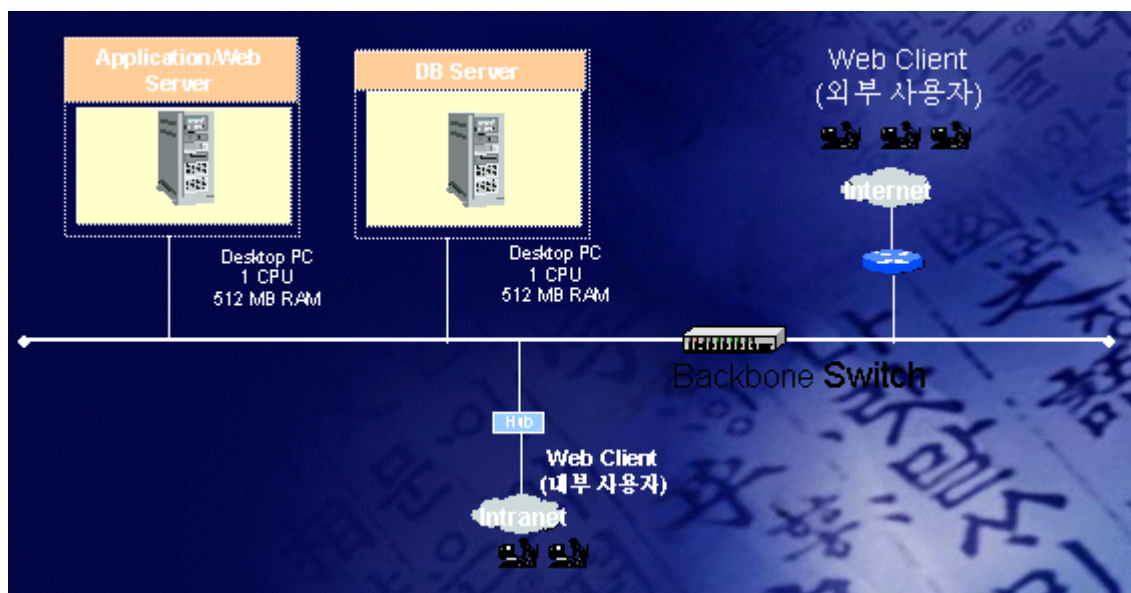 Application/Web
Server
DB Server
Web Client
(외부 사용자)
Internet
Desktop PC
1 CPU
512 MB RAM
Desktop PC
1 CPU
512 MB RAM
Backbone Switch
Hub
Web Client
(내부 사용자)
Intranet